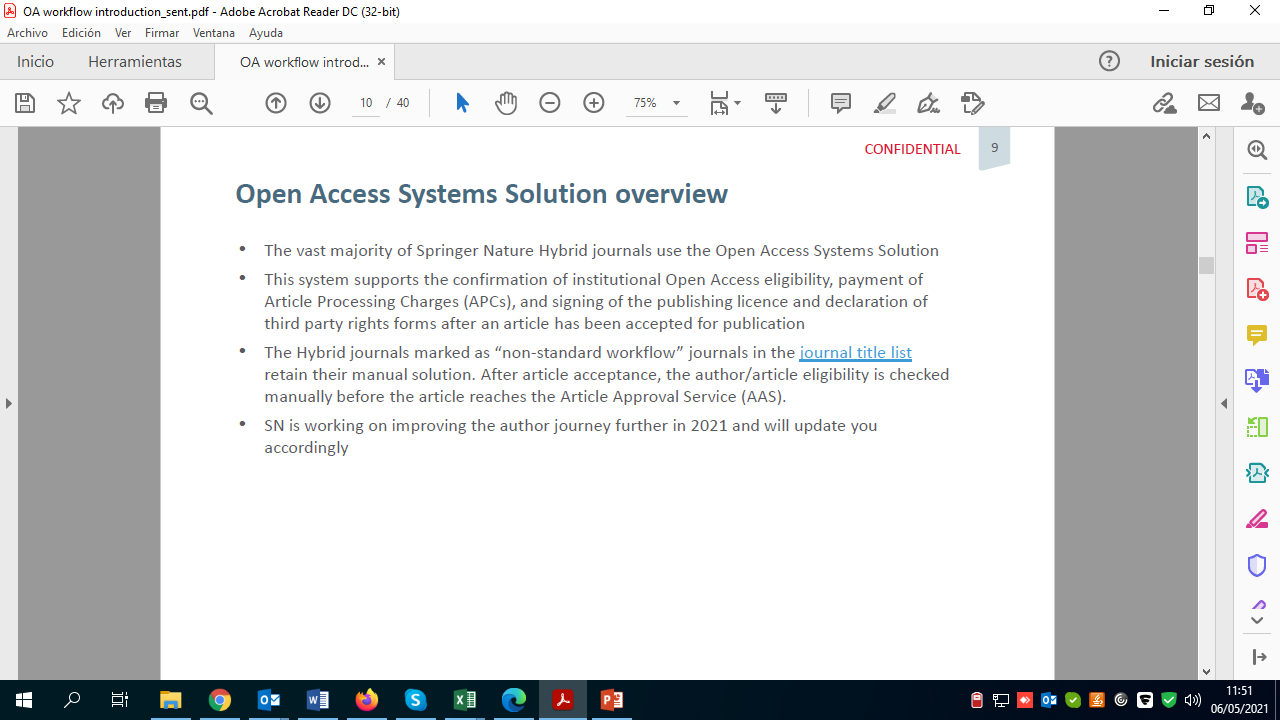 OA workflow introduction_sent.pdf - Adobe Acrobat Reader DC (32-bit)
Archivo Edición Ver Firmar Ventana Ayuda
Inicio Herramientas OA workflow introd... × Iniciar sesión
10 / 40 75%
CONFIDENTIAL 9
Open Access Systems Solution overview
• The vast majority of Springer Nature Hybrid journals use the Open Access Systems Solution
• This system supports the confirmation of institutional Open Access eligibility, payment of
Article Processing Charges (APCs), and signing of the publishing licence and declaration of
third party rights forms after an article has been accepted for publication
• The Hybrid journals marked as “non-standard workflow” journals in the journal title list
retain their manual solution. After article acceptance, the author/article eligibility is checked
manually before the article reaches the Article Approval Service (AAS).
• SN is working on improving the author journey further in 2021 and will update you
accordingly
11:51
06/05/2021